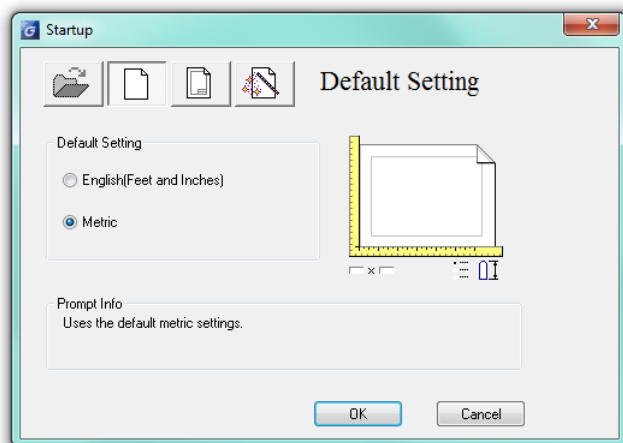 Startup
Default Setting
Default Setting
English(Feet and Inches)
Metric
Prompt Info
Uses the default metric settings.
OK
Cancel